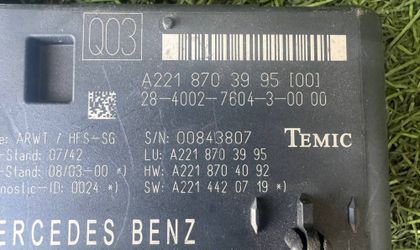 Q03
A221 870 39 95 [00]
28-4002-7604-3-00 00
e: ARWT / HFS-SG S/N: 00843807 TEMIC
-Stand: 07/42 LU: A221 870 39 95
-Stand: 08/03-00 *) HW: A221 870 40 92
gnostic-ID: 0024 *) SW: A221 442 07 19 *)
MERCEDES BENZ